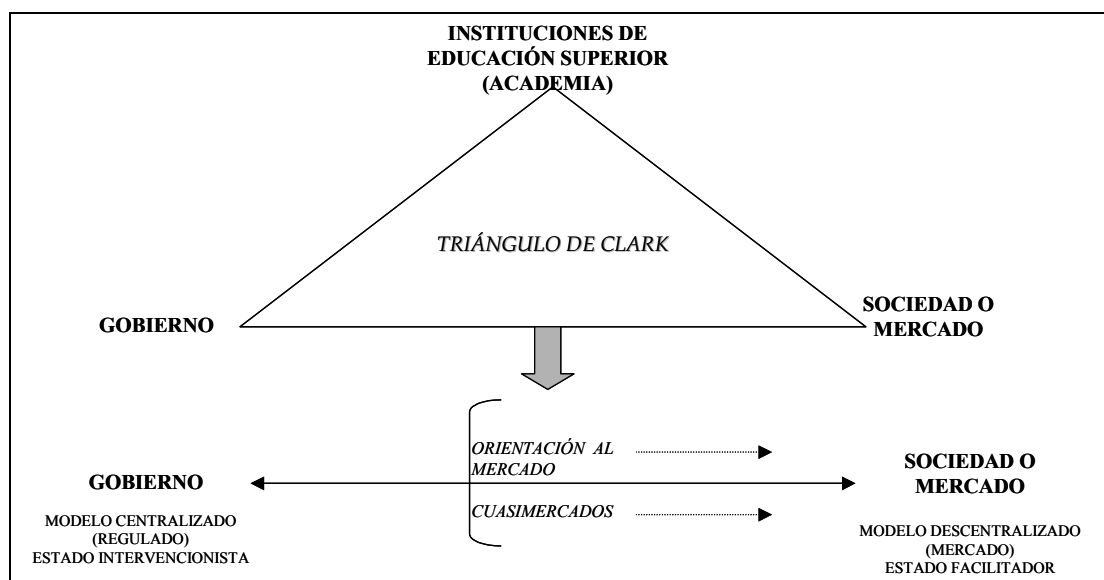 INSTITUCIONES DE
EDUCACIÓN SUPERIOR
(ACADEMIA)
TRIÁNGULO DE CLARK
GOBIERNO
SOCIEDAD O
MERCADO
ORIENTACIÓN AL
MERCADO
GOBIERNO
SOCIEDAD O
MERCADO
CUASIMERCADOS
MODELO CENTRALIZADO
(REGULADO)
ESTADO INTERVENCIONISTA
MODELO DESCENTRALIZADO
(MERCADO)
ESTADO FACILITADOR